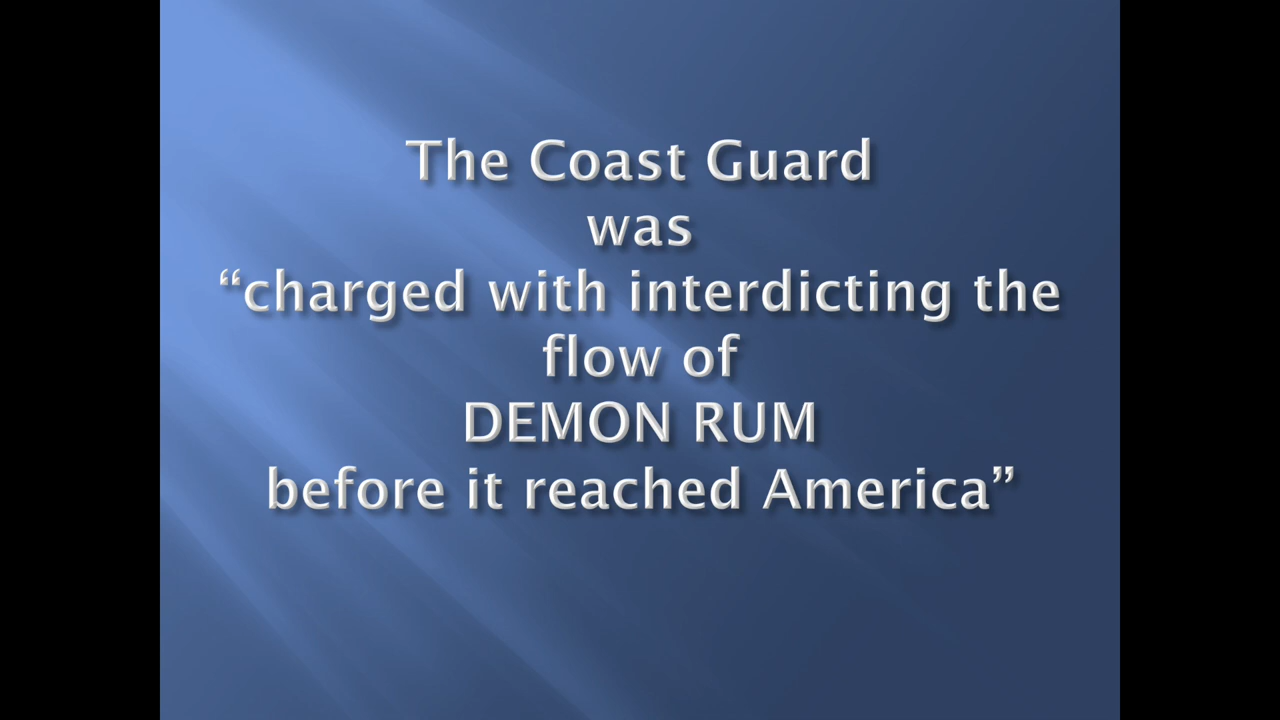 The Coast Guard
was
“charged with interdicting the
flow of
DEMON RUM
before it reached America”